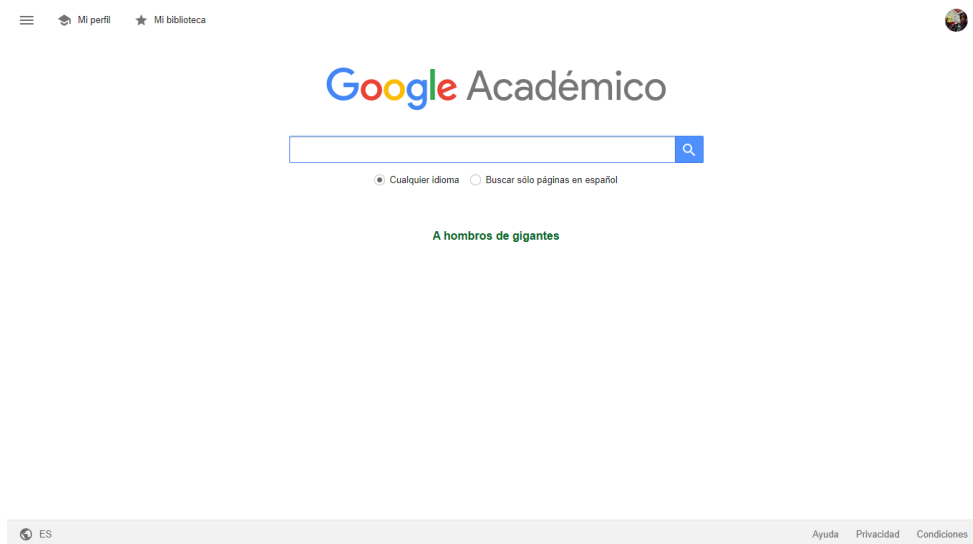 Mi perfil Mi biblioteca
Google Académico
Cualquier idioma Buscar sólo páginas en español
A hombros de gigantes
ES Ayuda Privacidad Condiciones